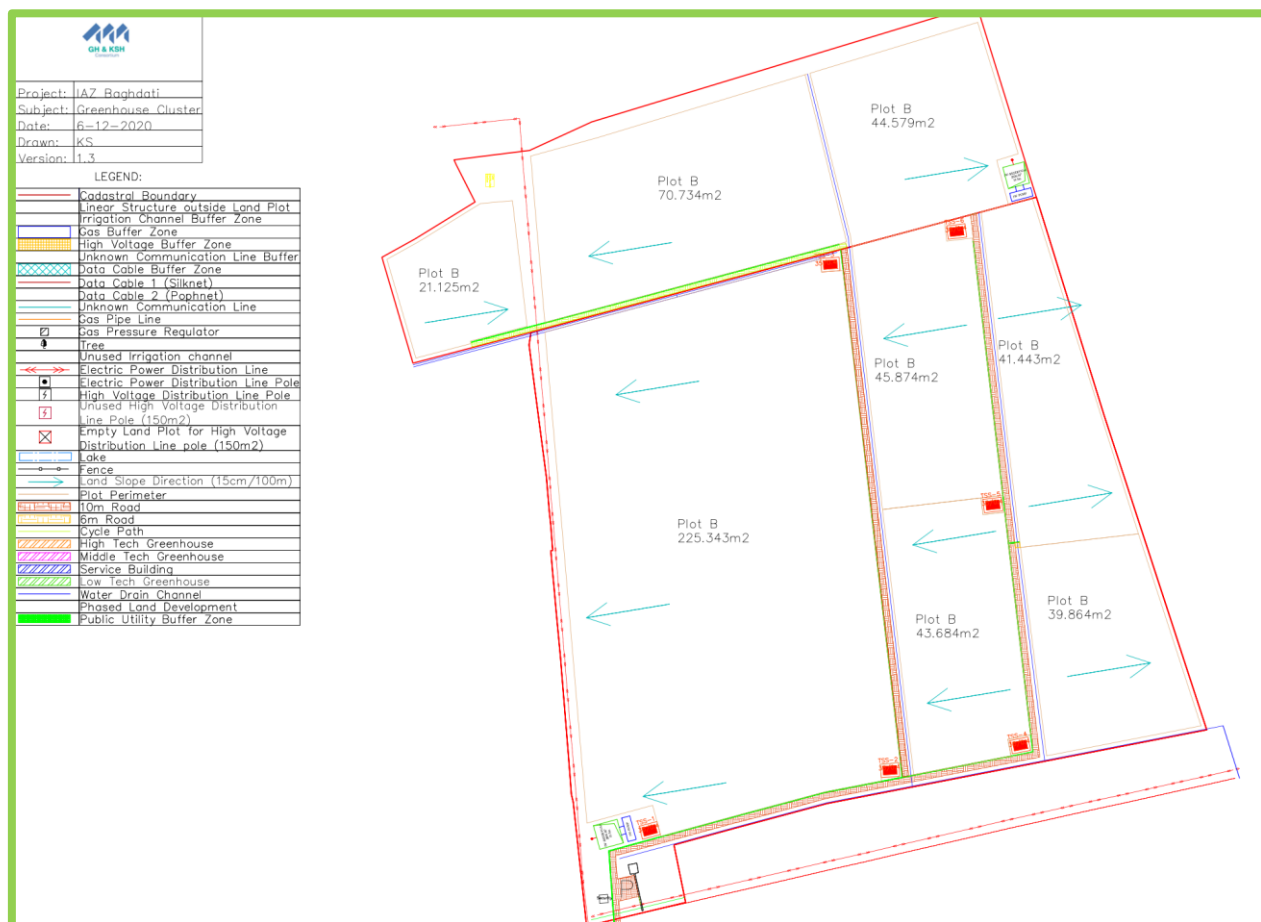 GH & KSH
Consortium
Project: IAZ Baghdati
Subject: Greenhouse Cluster
Date: 6-12-2020
Drawn: KS
Version: 1.3
LEGEND:
Cadastral Boundary
Linear Structure outside Land Plot
Irrigation Channel Buffer Zone
Gas Buffer Zone
High Voltage Buffer Zone
Unknown Communication Line Buffer
Data Cable Buffer Zone
Data Cable 1 (Silknet)
Data Cable 2 (Pophnet)
Unknown Communication Line
Gas Pipe Line
Gas Pressure Regulator
Tree
Unused Irrigation channel
Electric Power Distribution Line
Electric Power Distribution Line Pole
High Voltage Distribution Line Pole
Unused High Voltage Distribution
Line Pole (150m2)
Empty Land Plot for High Voltage
Distribution Line pole (150m2)
Lake
Fence
Land Slope Direction (15cm/100m)
Plot Perimeter
10m Road
6m Road
Cycle Path
High Tech Greenhouse
Middle Tech Greenhouse
Service Building
Low Tech Greenhouse
Water Drain Channel
Phased Land Development
Public Utility Buffer Zone
Plot B
44.579m2
Plot B
70.734m2
Plot B
21.125m2
Plot B
45.874m2
Plot B
41.443m2
Plot B
225.343m2
Plot B
43.684m2
Plot B
39.864m2